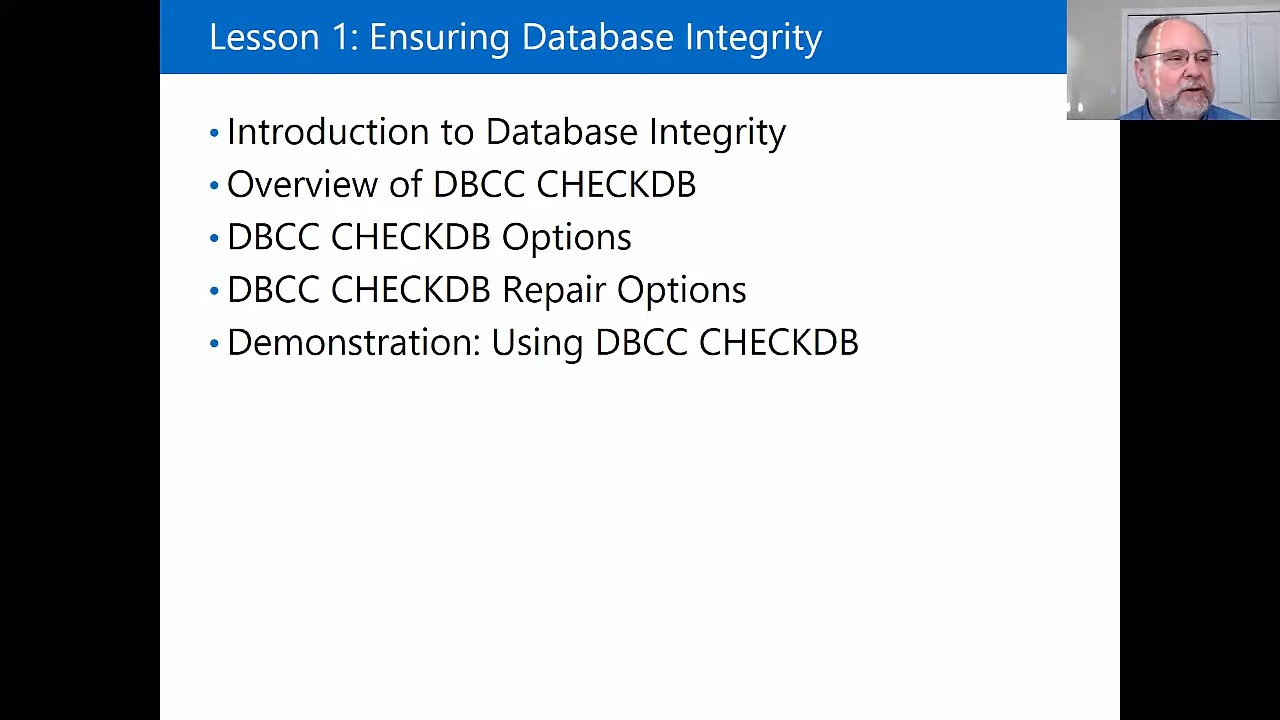 Lesson 1: Ensuring Database Integrity
• Introduction to Database Integrity
• Overview of DBCC CHECKDB
• DBCC CHECKDB Options
• DBCC CHECKDB Repair Options
• Demonstration: Using DBCC CHECKDB